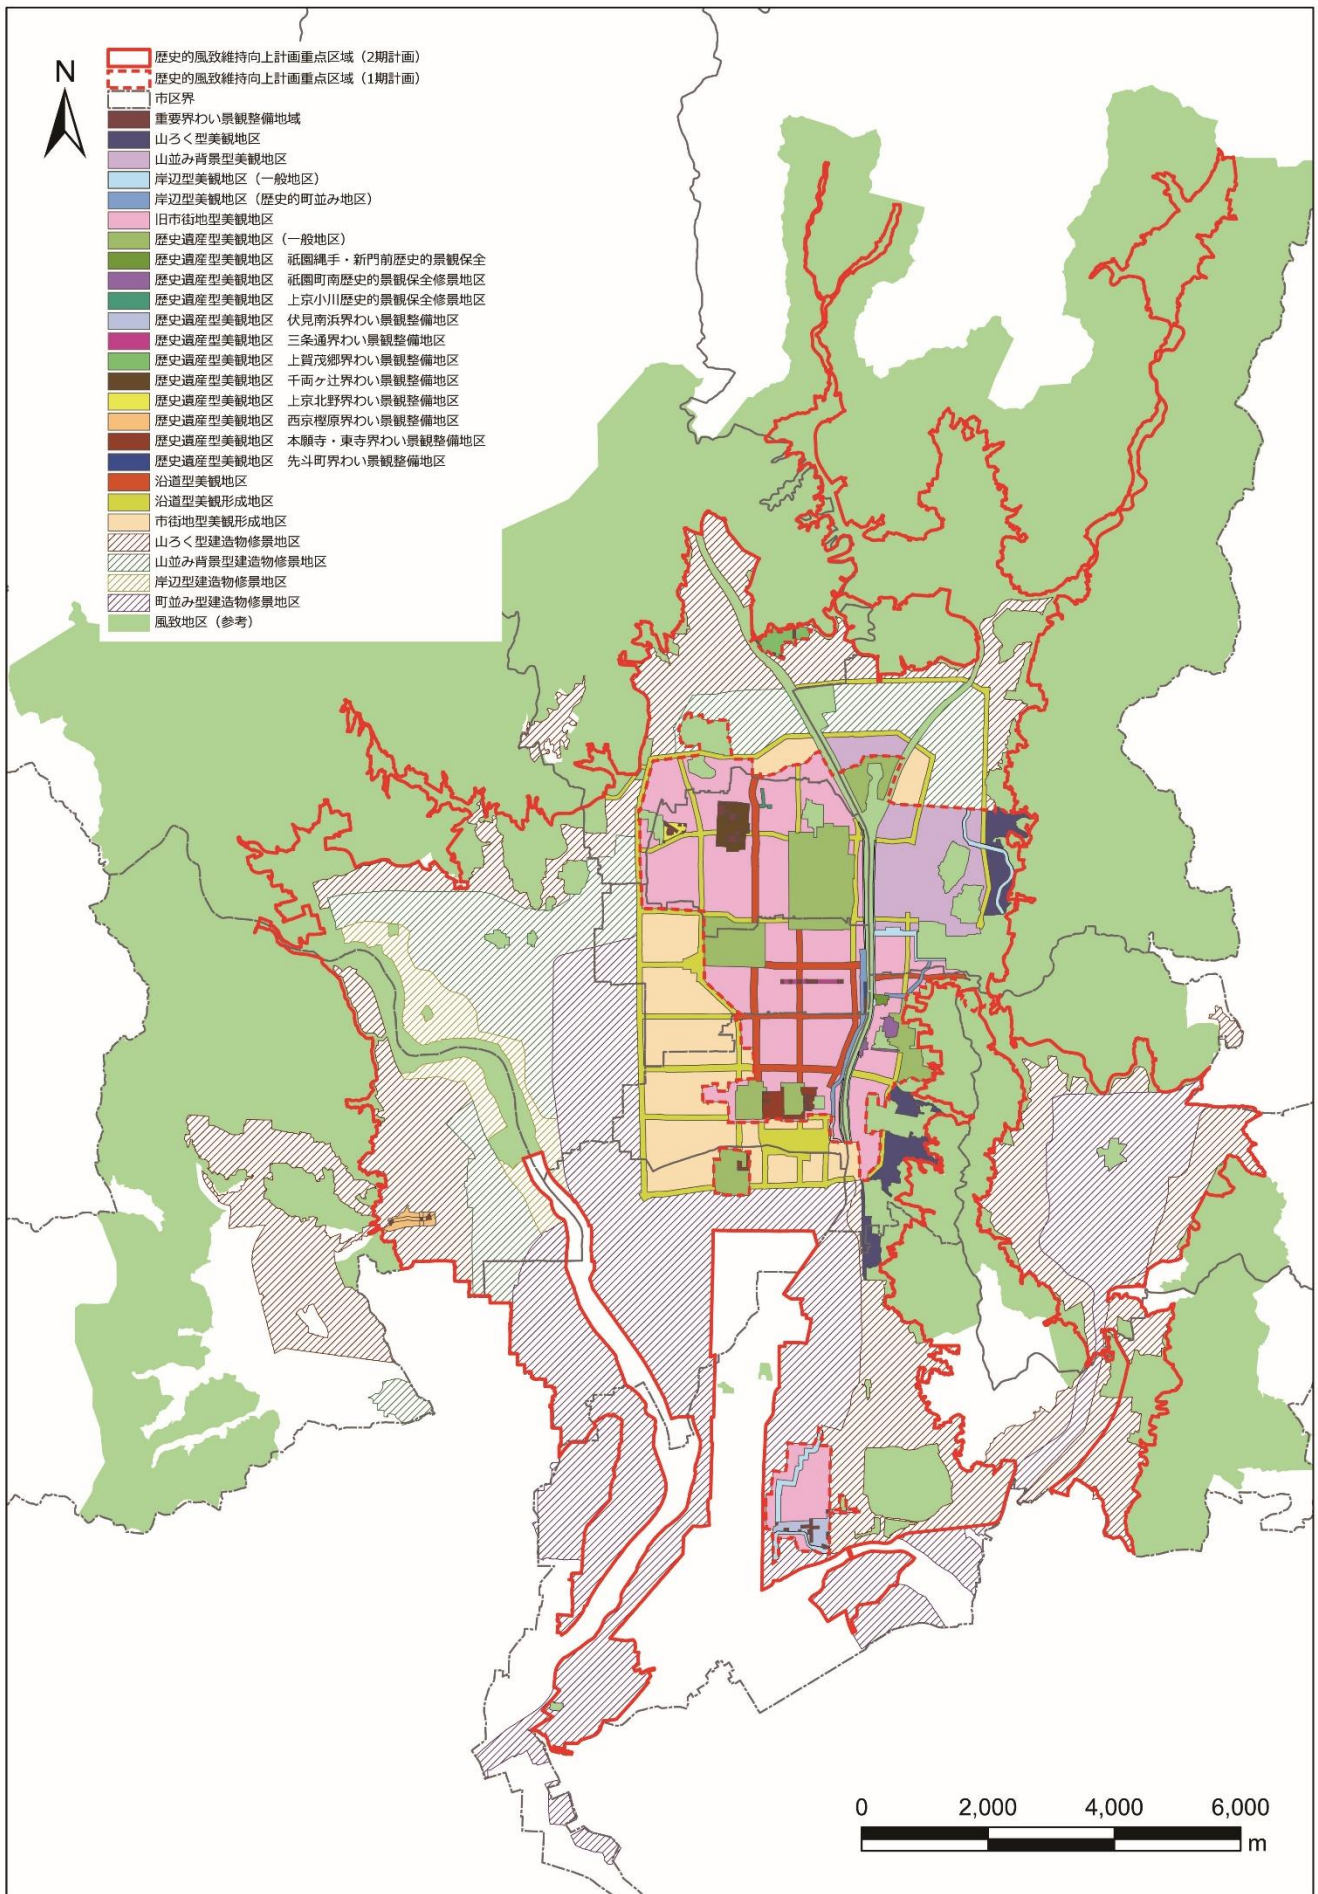 N
歴史的風致維持向上計画重点区域（2期計画）
歴史的風致維持向上計画重点区域（1期計画）
市区界
重要界わい景観整備地域
山ろく型美観地区
山並み背景型美観地区
岸辺型美観地区（一般地区）
岸辺型美観地区（歴史的町並み地区）
旧市街地型美観地区
歴史遺産型美観地区（一般地区）
歴史遺産型美観地区　祇園縄手・新門前歴史的景観保全
歴史遺産型美観地区　祇園町南歴史的景観保全修景地区
歴史遺産型美観地区　上京小川歴史的景観保全修景地区
歴史遺産型美観地区　伏見南浜界わい景観整備地区
歴史遺産型美観地区　三条通界わい景観整備地区
歴史遺産型美観地区　上賀茂郷界わい景観整備地区
歴史遺産型美観地区　千両ヶ辻界わい景観整備地区
歴史遺産型美観地区　上京北野界わい景観整備地区
歴史遺産型美観地区　西京樫原界わい景観整備地区
歴史遺産型美観地区　本願寺・東寺界わい景観整備地区
歴史遺産型美観地区　先斗町界わい景観整備地区
沿道型美観地区
沿道型美観形成地区
市街地型美観形成地区
山ろく型建造物修景地区
山並み背景型建造物修景地区
岸辺型建造物修景地区
町並み型建造物修景地区
風致地区（参考）
0 2,000 4,000 6,000
m